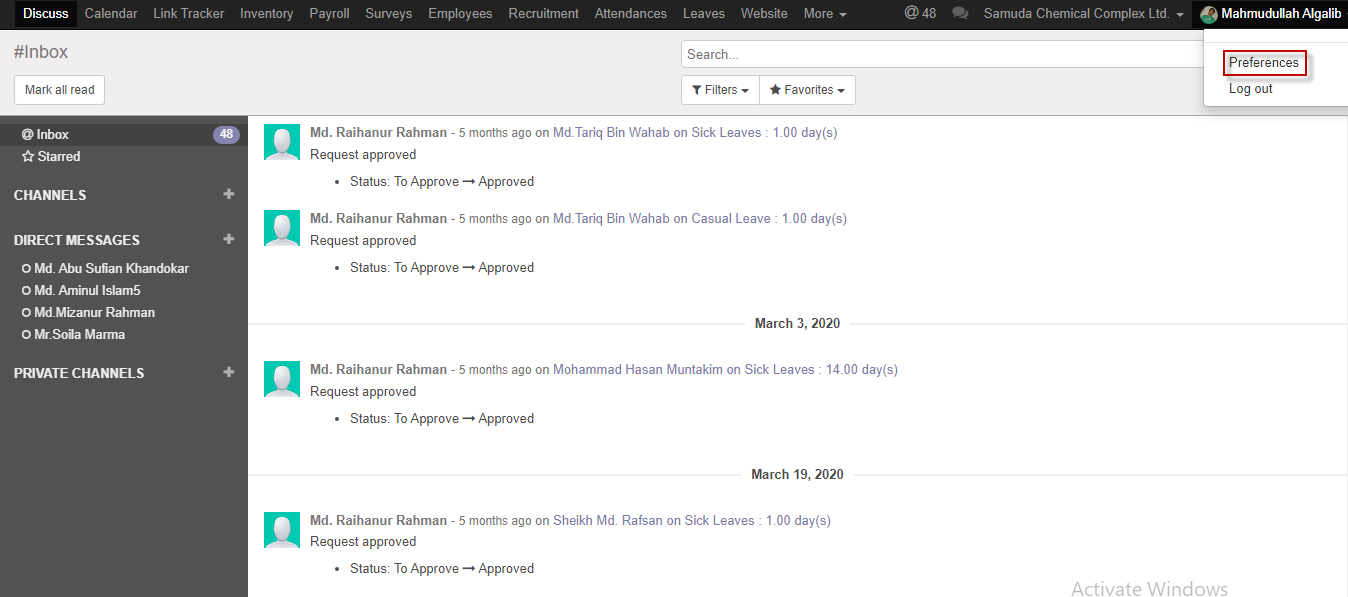 Discuss Calendar Link Tracker Inventory Payroll Surveys Employees Recruitment Attendances Leaves Website More @ 48 Samuda Chemical Complex Ltd. Mahmudullah Algalib
#Inbox
Search...
Preferences
Mark all read
Filters Favorites
Log out
@ Inbox 48
Starred
CHANNELS +
DIRECT MESSAGES +
Md. Abu Sufian Khandokar
Md. Aminul Islam5
Md.Mizanur Rahman
Mr.Soila Marma
PRIVATE CHANNELS +
Md. Raihanur Rahman - 5 months ago on Md.Tariq Bin Wahab on Sick Leaves : 1.00 day(s)
Request approved
• Status: To Approve → Approved
Md. Raihanur Rahman - 5 months ago on Md.Tariq Bin Wahab on Casual Leave : 1.00 day(s)
Request approved
• Status: To Approve → Approved
March 3, 2020
Md. Raihanur Rahman - 5 months ago on Mohammad Hasan Muntakim on Sick Leaves : 14.00 day(s)
Request approved
• Status: To Approve → Approved
March 19, 2020
Md. Raihanur Rahman - 5 months ago on Sheikh Md. Rafsan on Sick Leaves : 1.00 day(s)
Request approved
• Status: To Approve → Approved
Activate Windows